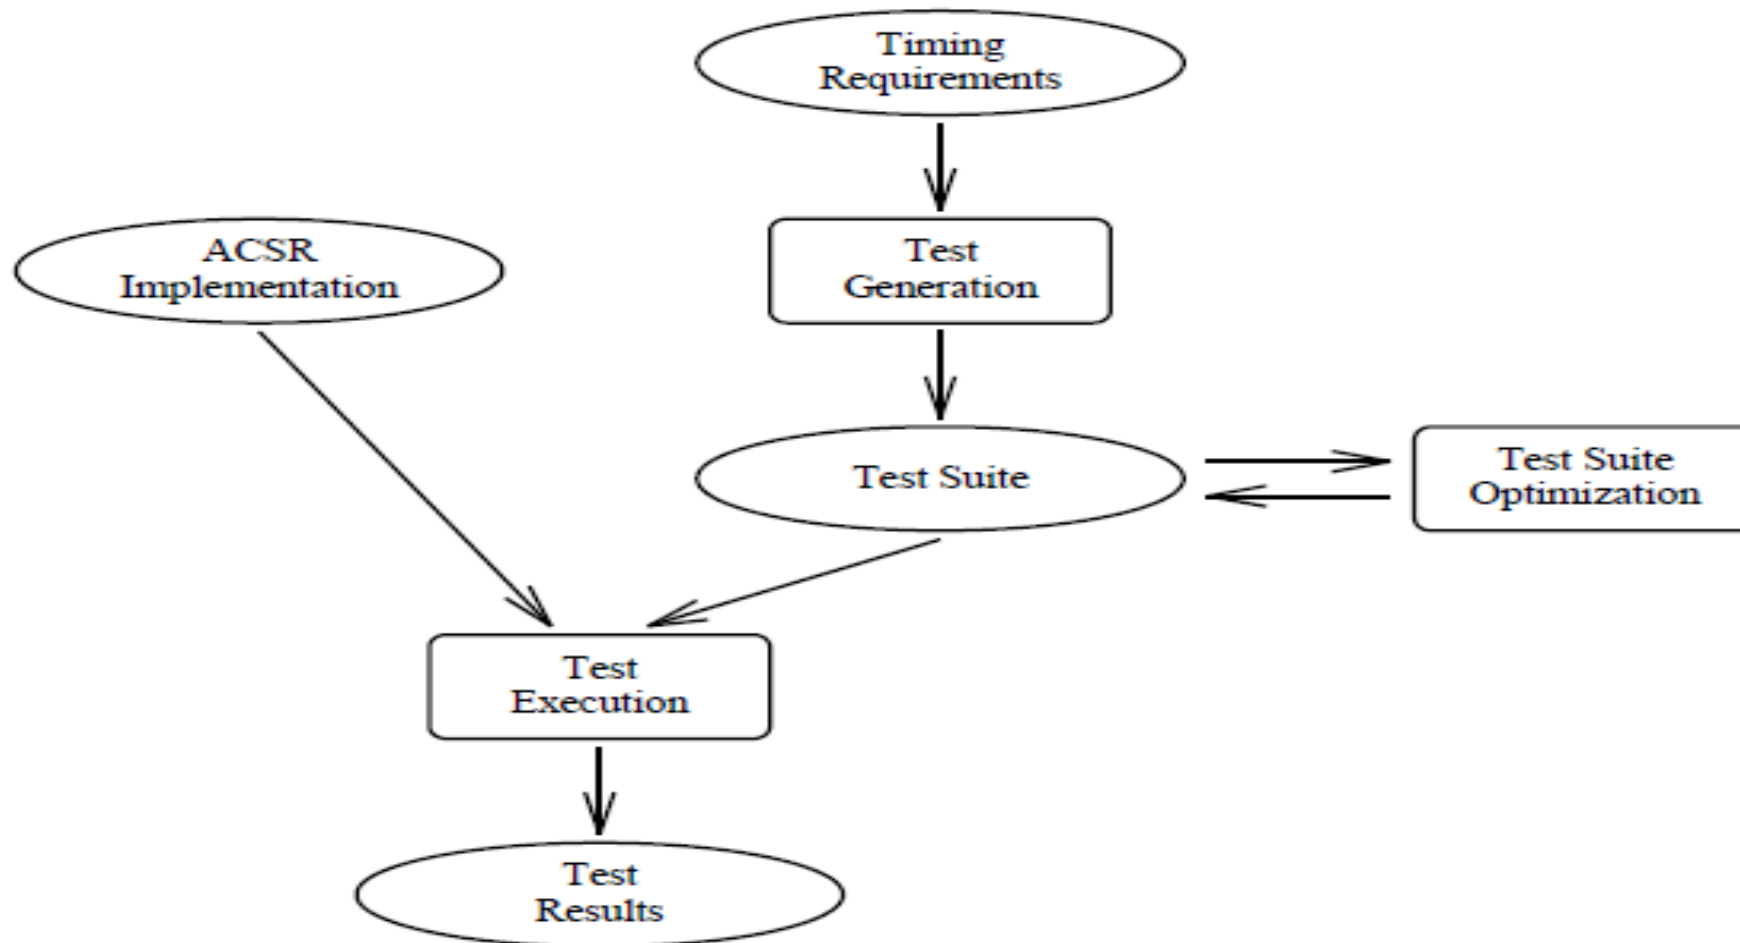 Timing
Requirements
ACSR
Implementation
Test
Generation
Test Suite
Test Suite
Optimization
Test
Execution
Test
Results